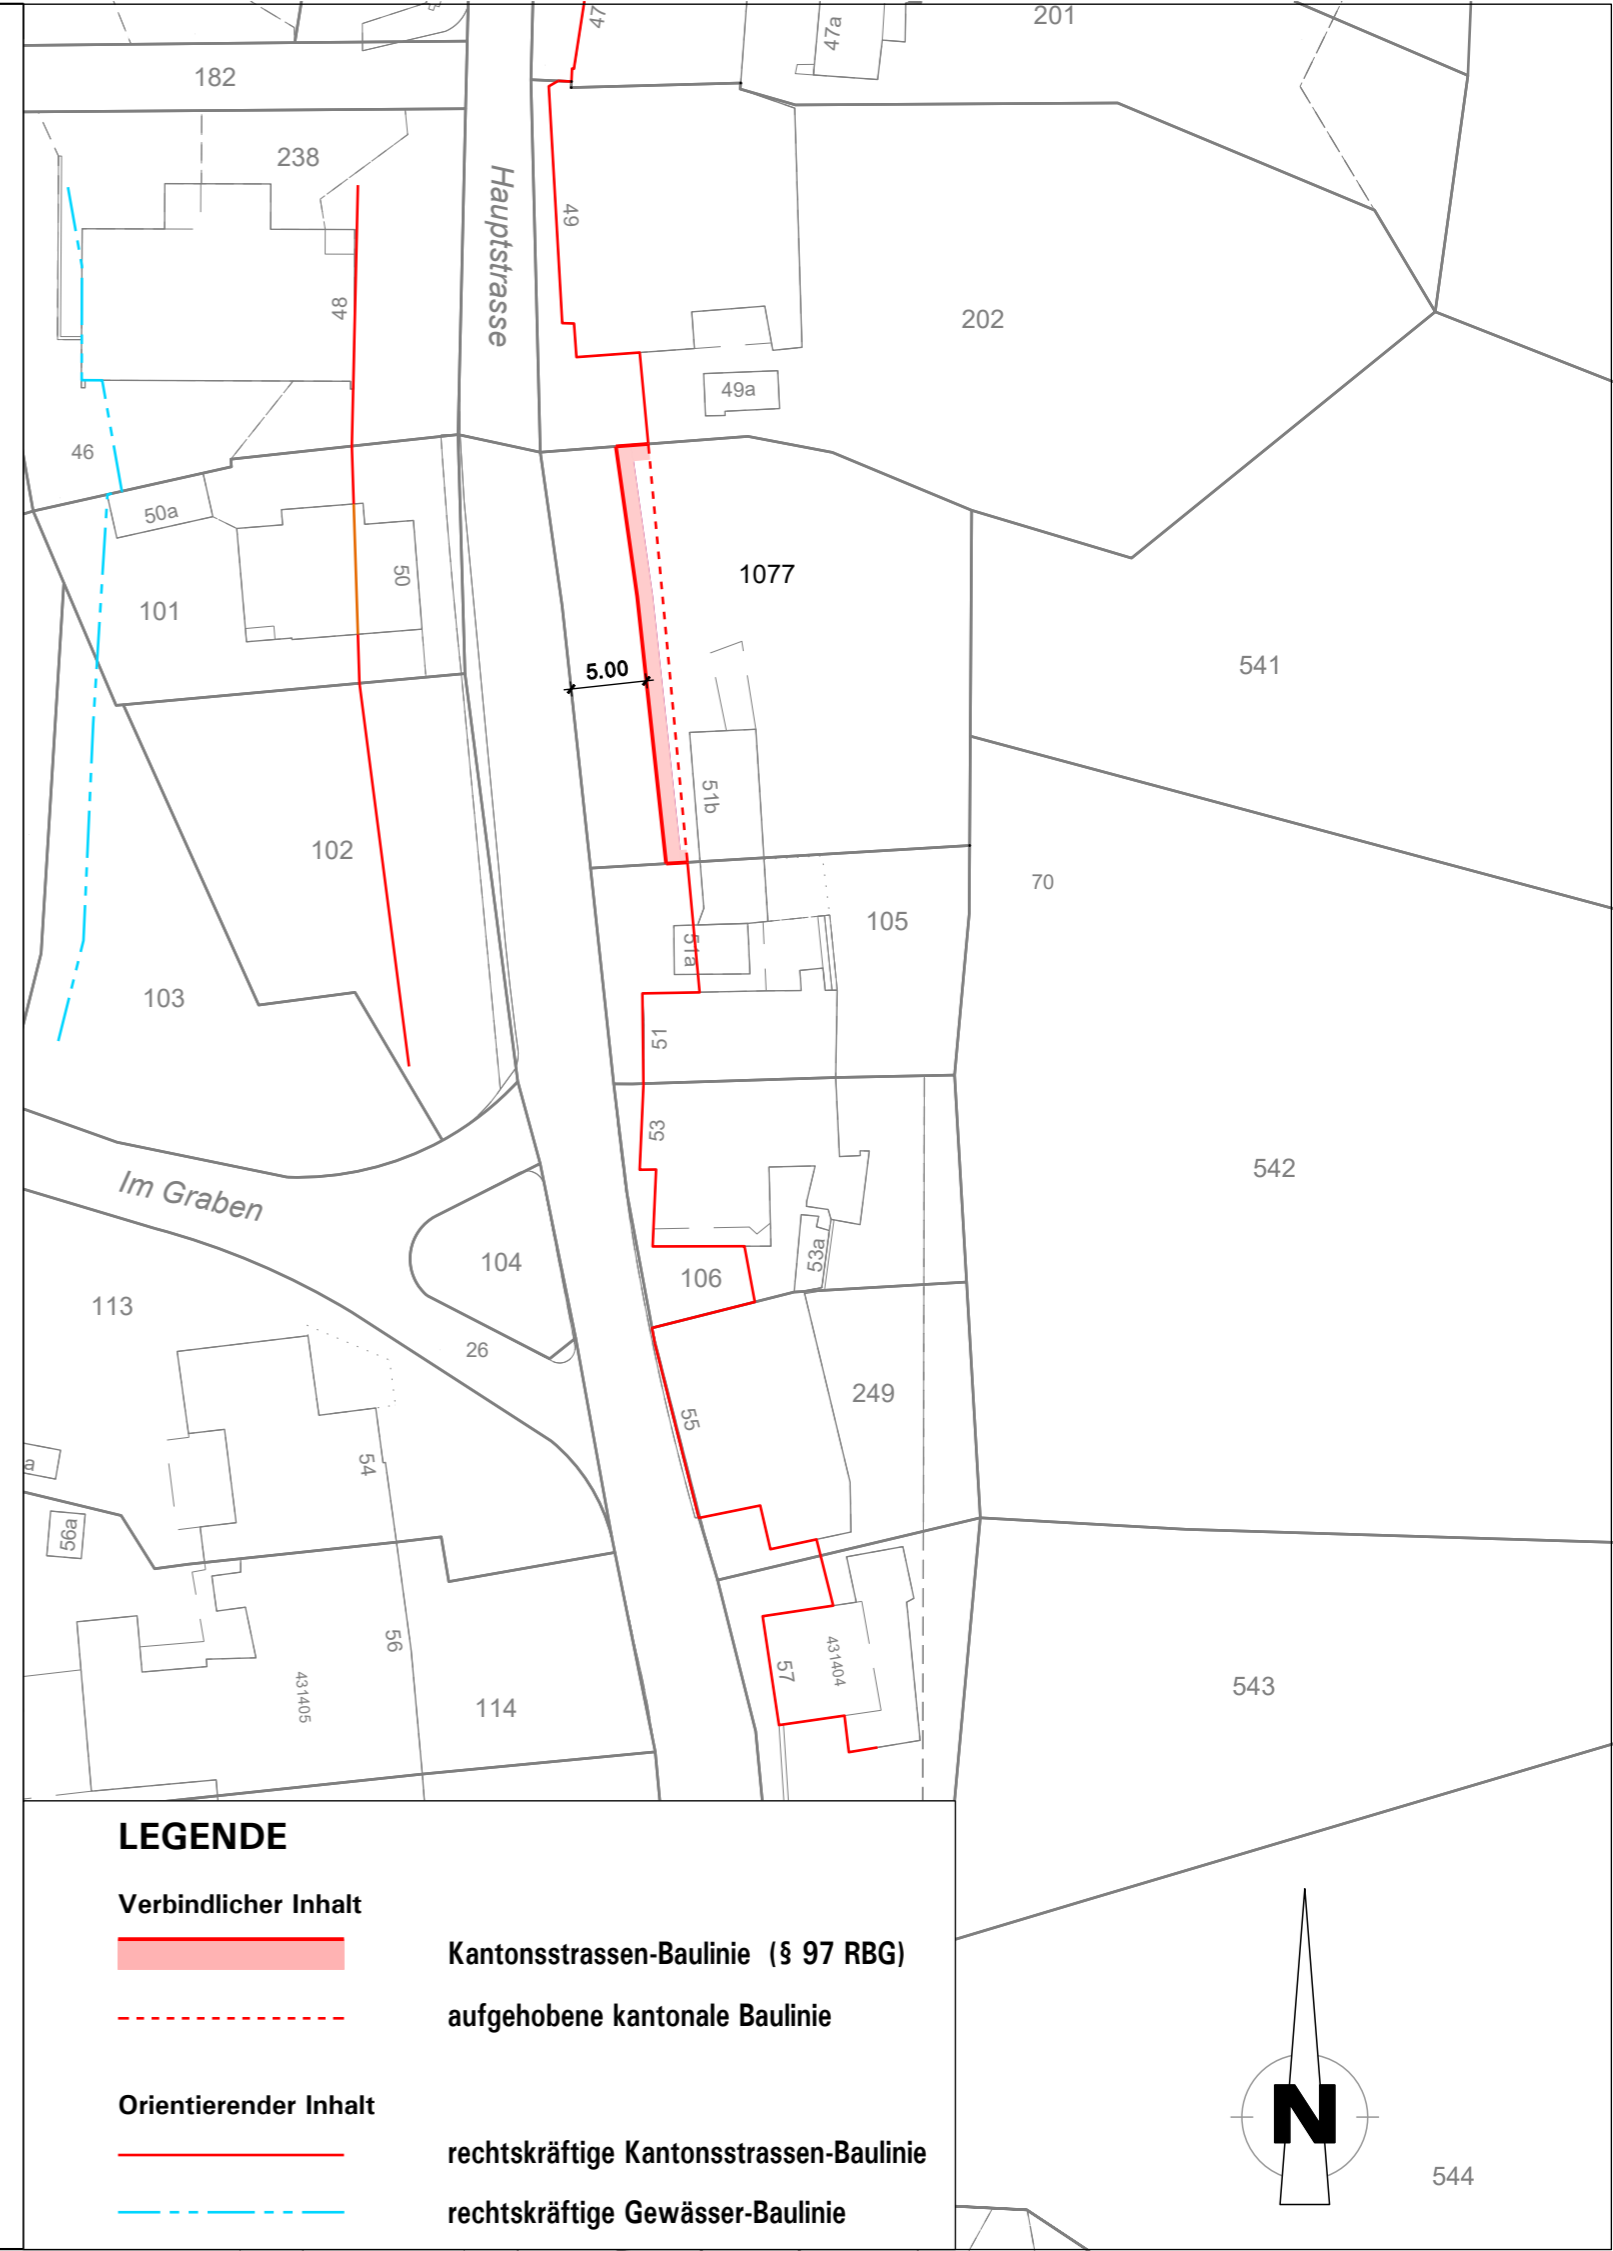 47
47a
201
182
238
Hauptstrasse
49
48
202
49a
46
50a
1077
50
101
541
5.00
51b
102
70
105
51a
103
51
53
542
Im Graben
53a
104
106
113
26
249
55
54
a
56a
56
57
431404
431405
114
543
LEGENDE
Verbindlicher Inhalt
Kantonsstrassen-Baulinie (§ 97 RBG)
aufgehobene kantonale Baulinie
Orientierender Inhalt
rechtskräftige Kantonsstrassen-Baulinie
rechtskräftige Gewässer-Baulinie
N
544